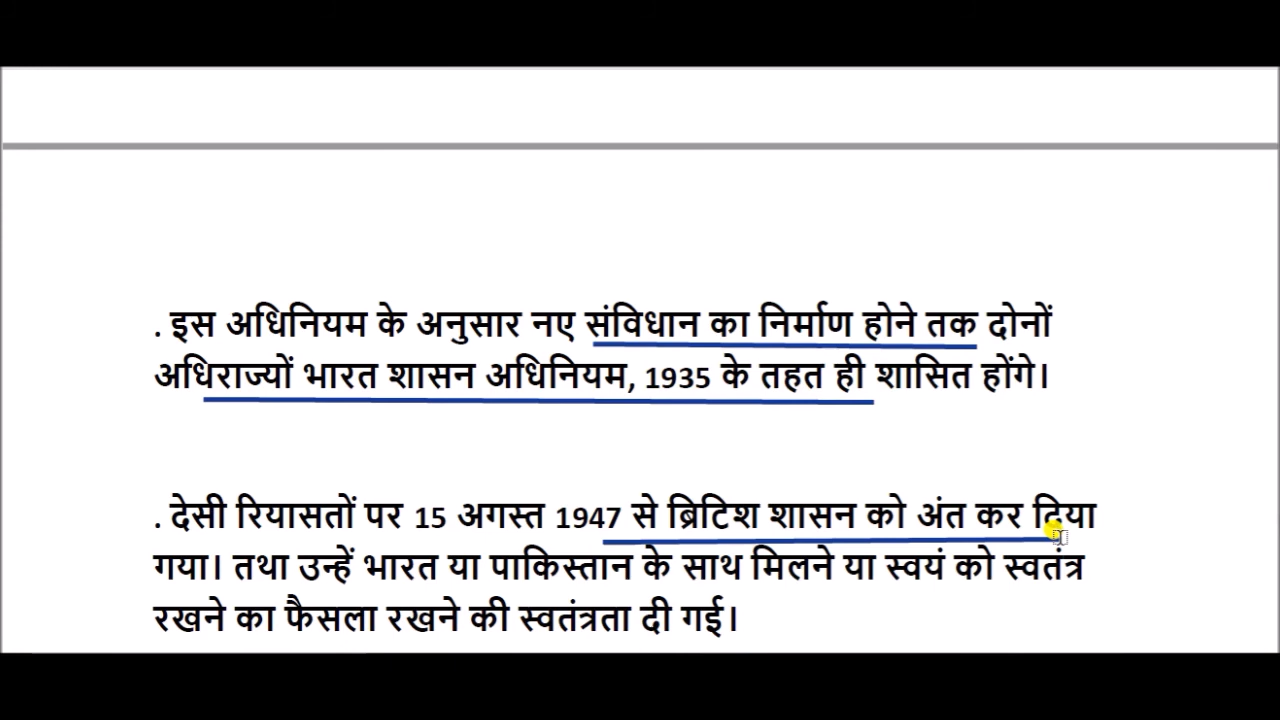 . इस अधिनियम के अनुसार नए संविधान का निर्माण होने तक दोनों
अधिराज्यों भारत शासन अधिनियम, 1935 के तहत ही शासित होंगे।
. देसी रियासतों पर 15 अगस्त 1947 से ब्रिटिश शासन को अंत कर दिया
गया। तथा उन्हें भारत या पाकिस्तान के साथ मिलने या स्वयं को स्वतंत्र
रखने का फैसला रखने की स्वतंत्रता दी गई।